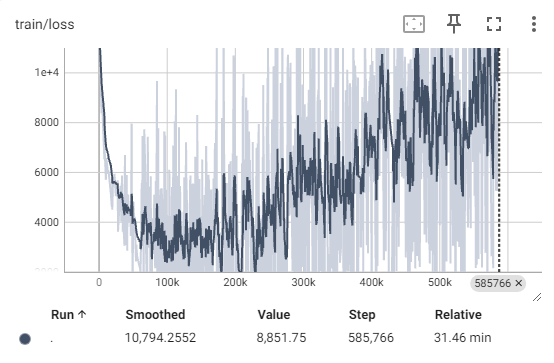 train/loss
1e+4
8000
6000
4000
0 100k 200k 300k 400k 500k 585766 ×
Run ↑ Smoothed Value Step Relative
. 10,794.2552 8,851.75 585,766 31.46 min